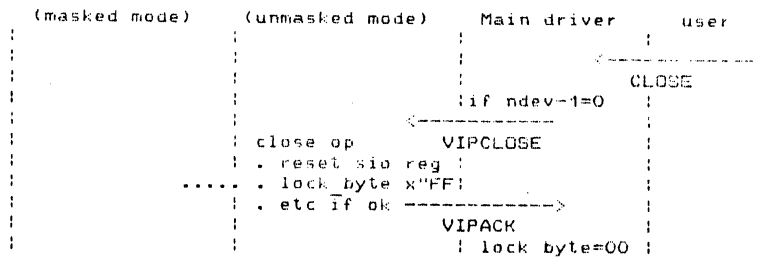 (masked mode) (unmasked mode) Main driver user
CLOSE
if ndev-1=0
close op VIPCLOSE
. reset sio reg
..... . lock byte x"FF
. etc if ok
VIPACK
lock byte=00